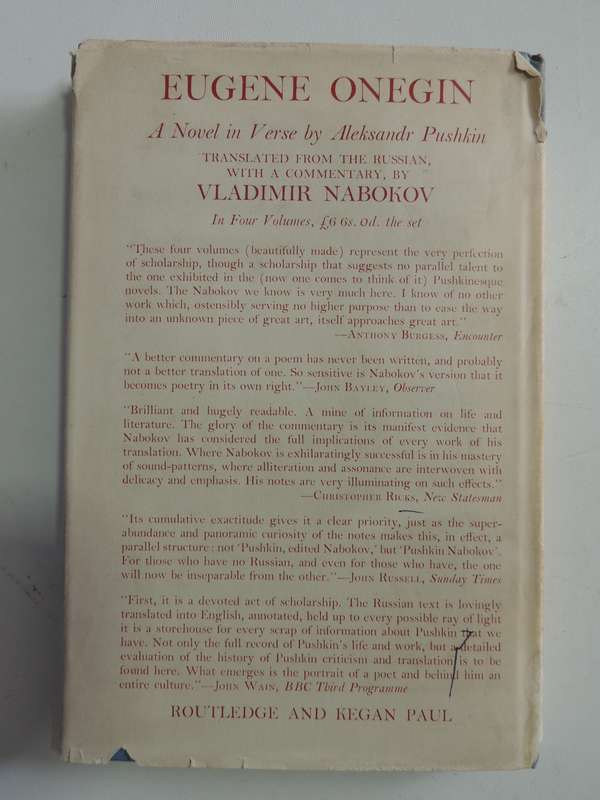 EUGENE ONEGIN
A Novel in Verse by Aleksandr Pushkin
TRANSLATED FROM THE RUSSIAN,
WITH A COMMENTARY, BY
VLADIMIR NABOKOV
In Four Volumes, £6 6s. 0d. the set
"These four volumes (beautifully made) represent the very perfection
of scholarship, though a scholarship that suggests no parallel talent to
the one exhibited in the (now one comes to think of it) Pushkinesque
novels. The Nabokov we know is very much here. I know of no other
work which, ostensibly serving no higher purpose than to ease the way
into an unknown piece of great art, itself approaches great art."
—ANTHONY BURGESS, Encounter
"A better commentary on a poem has never been written, and probably
not a better translation of one. So sensitive is Nabokov's version that it
becomes poetry in its own right."—JOHN BAYLEY, Observer
"Brilliant and hugely readable. A mine of information on life and
literature. The glory of the commentary is its manifest evidence that
Nabokov has considered the full implications of every work of his
translation. Where Nabokov is exhilaratingly successful is in his mastery
of sound-patterns, where alliteration and assonance are interwoven with
delicacy and emphasis. His notes are very illuminating on such effects."
—CHRISTOPHER RICKS, New Statesman
"Its cumulative exactitude gives it a clear priority, just as the super-
abundance and panoramic curiosity of the notes makes this, in effect, a
parallel structure: not 'Pushkin, edited Nabokov,' but 'Pushkin Nabokov'.
For those who have no Russian, and even for those who have, the one
will now be inseparable from the other."—JOHN RUSSELL, Sunday Times
"First, it is a devoted act of scholarship. The Russian text is lovingly
translated into English, annotated, held up to every possible ray of light
it is a storehouse for every scrap of information about Pushkin that we
have. Not only the full record of Pushkin's life and work, but a detailed
evaluation of the history of Pushkin criticism and translation is to be
found here. What emerges is the portrait of a poet and behind him an
entire culture."—JOHN WAIN, BBC Third Programme
ROUTLEDGE AND KEGAN PAUL